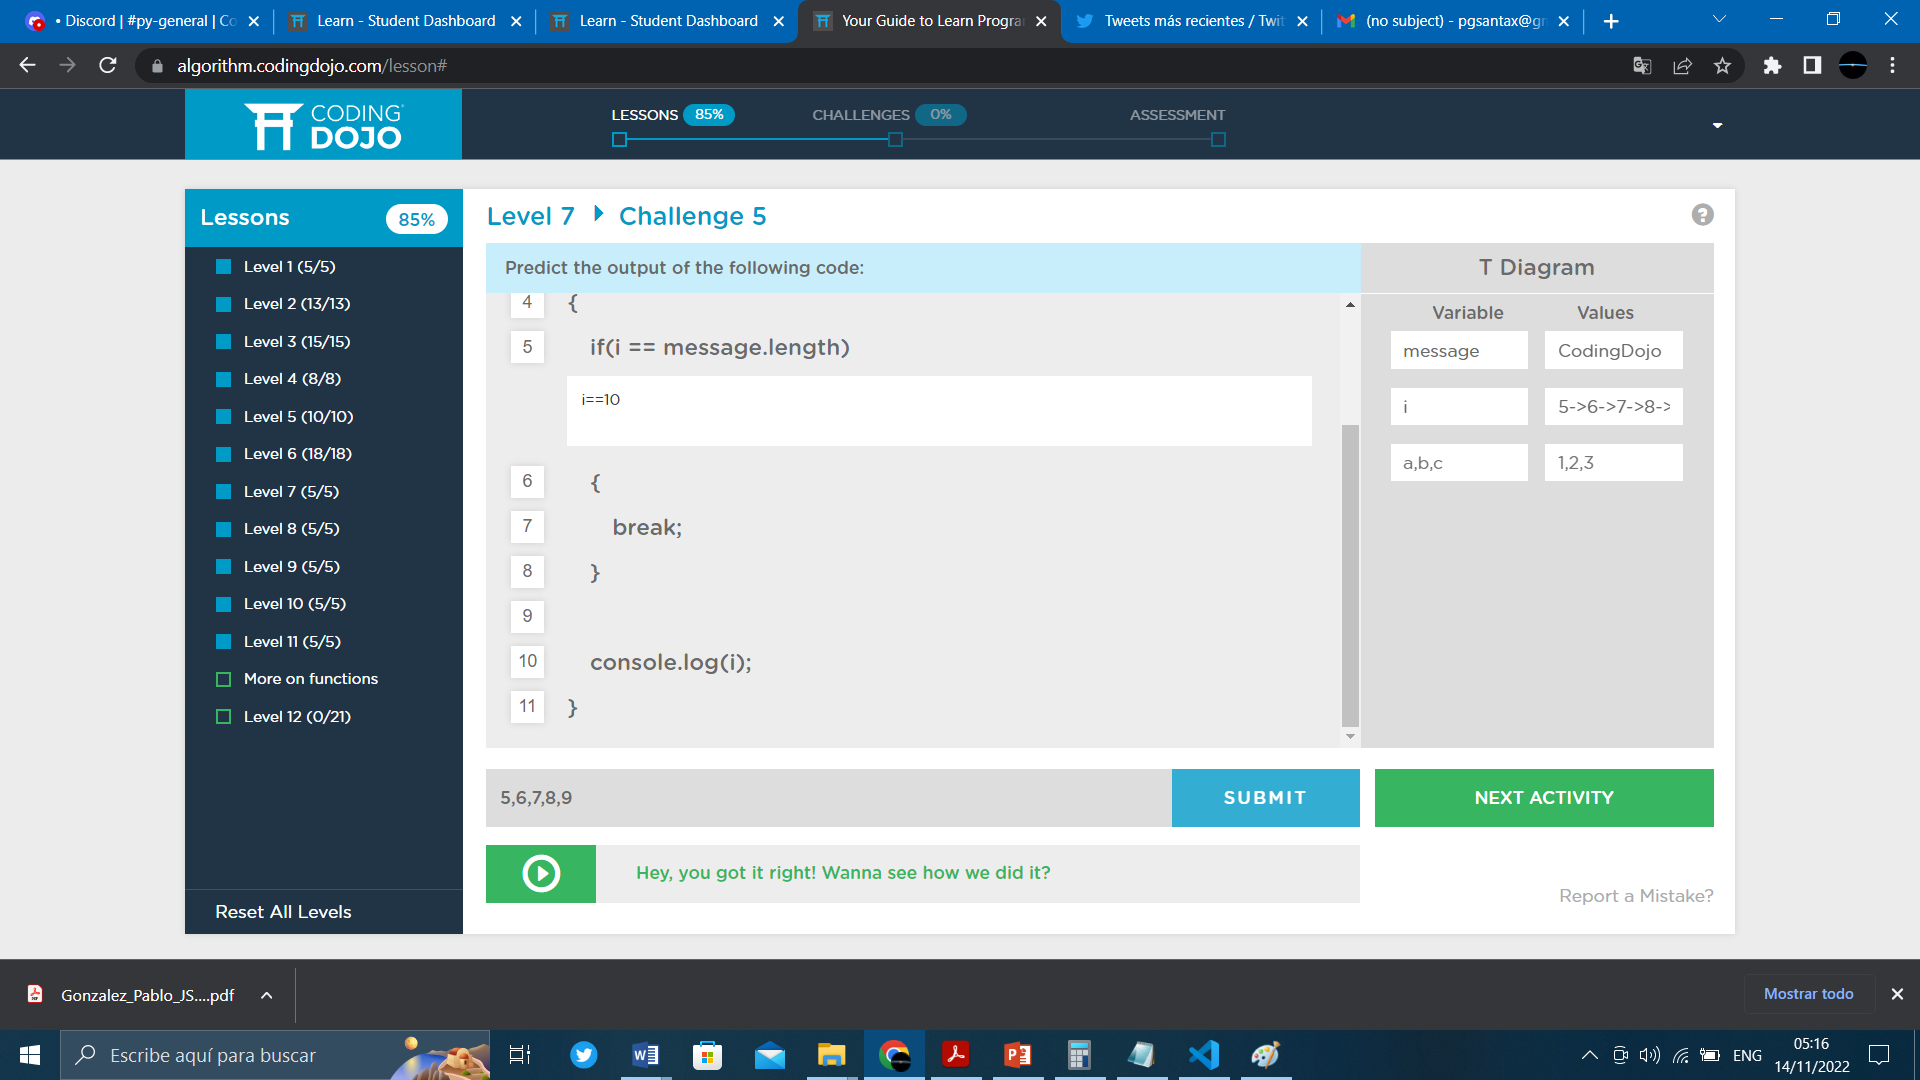 • Discord | #py-general | Co
Learn - Student Dashboard
Learn - Student Dashboard
Your Guide to Learn Progra
Tweets más recientes / Twit
(no subject) - pgsantax@gm
algorithm.codingdojo.com/lesson#
CODING
DOJO
LESSONS 85%
CHALLENGES 0%
ASSESSMENT
Lessons 85%
Level 1 (5/5)
Level 2 (13/13)
Level 3 (15/15)
Level 4 (8/8)
Level 5 (10/10)
Level 6 (18/18)
Level 7 (5/5)
Level 8 (5/5)
Level 9 (5/5)
Level 10 (5/5)
Level 11 (5/5)
More on functions
Level 12 (0/21)
Reset All Levels
Level 7 Challenge 5
?
Predict the output of the following code:
4 {
5 if(i == message.length)
i==10
6 {
7 break;
8 }
9
10 console.log(i);
11 }
T Diagram
Variable Values
message CodingDojo
i 5->6->7->8->
a,b,c 1,2,3
5,6,7,8,9
SUBMIT
NEXT ACTIVITY
Hey, you got it right! Wanna see how we did it?
Report a Mistake?
Gonzalez_Pablo_JS....pdf
Mostrar todo
Escribe aquí para buscar
ENG
05:16
14/11/2022